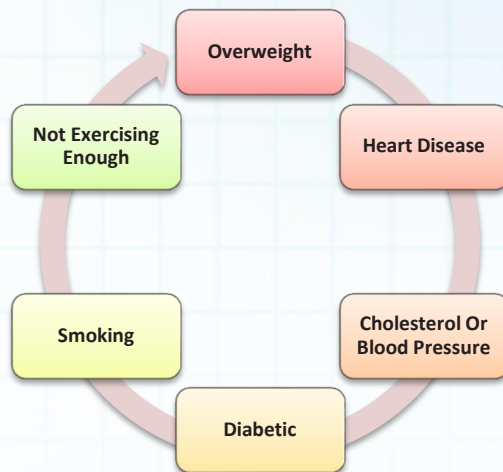 Overweight
Heart Disease
Cholesterol Or
Blood Pressure
Diabetic
Smoking
Not Exercising
Enough